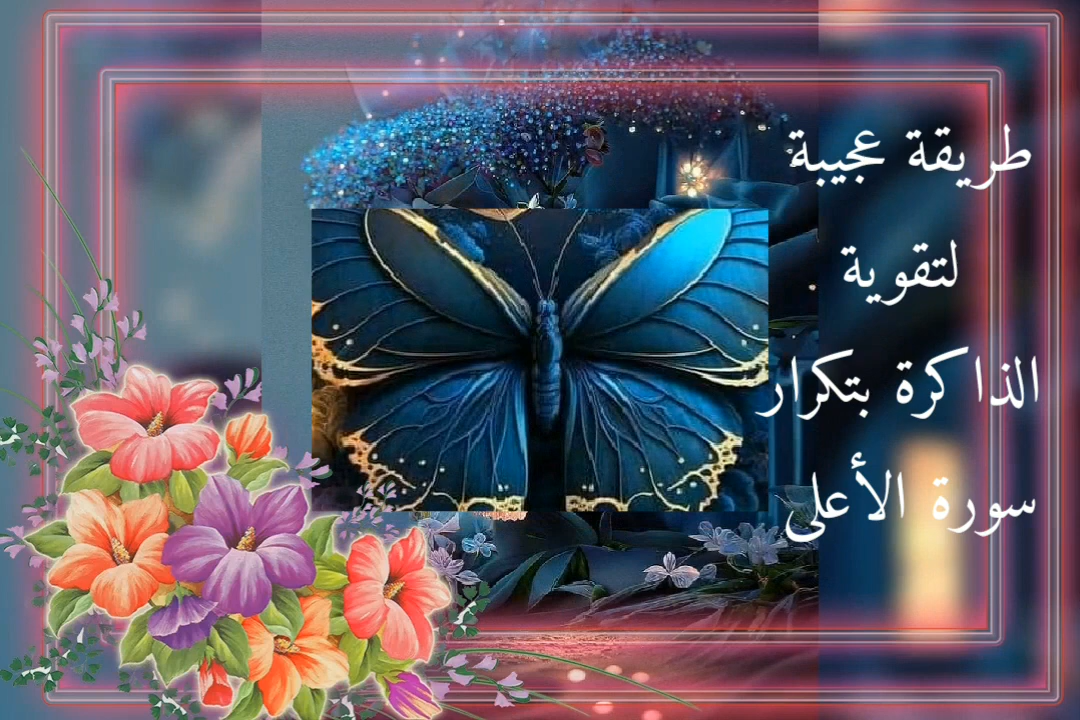 طريقة عجيبة
لتقوية
الذاكرة بتكرار
سورة الأعلى